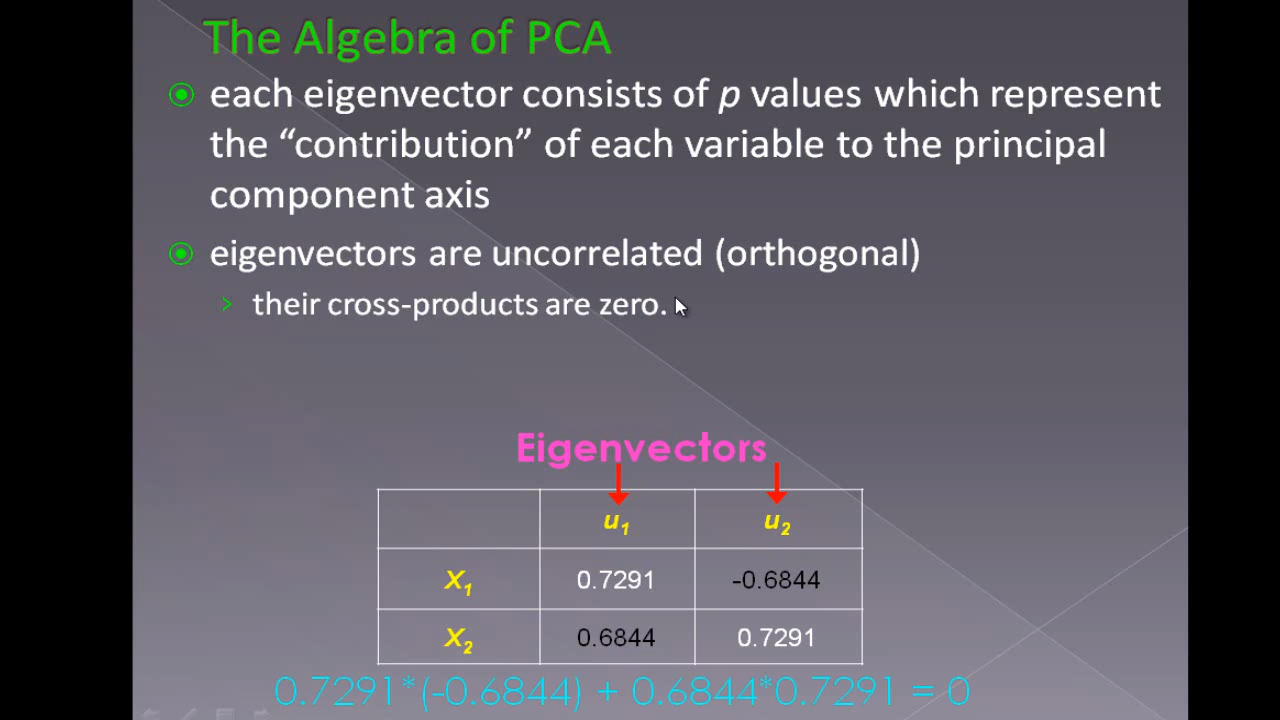 The Algebra of PCA
each eigenvector consists of p values which represent
the “contribution” of each variable to the principal
component axis
eigenvectors are uncorrelated (orthogonal)
> their cross-products are zero.
Eigenvectors
u1 u2
X1 0.7291 -0.6844
X2 0.6844 0.7291
0.7291*(-0.6844) + 0.6844*0.7291 = 0